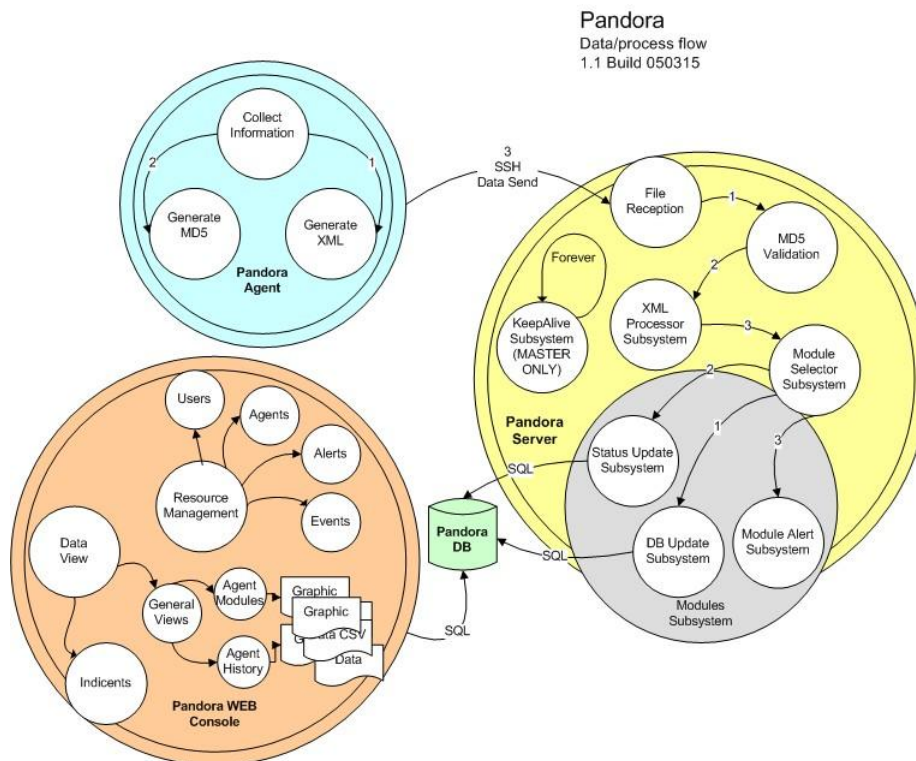 Pandora
Data/process flow
1.1 Build 050315
Collect
Information
2
1
Generate
MD5
Generate
XML
Pandora
Agent
3
SSH
Data Send
File
Reception
1
MD5
Validation
2
Forever
XML
Processor
Subsystem
3
KeepAlive
Subsystem
(MASTER
ONLY)
Module
Selector
Subsystem
2
1
3
Pandora
Server
Status Update
Subsystem
SQL
DB Update
Subsystem
SQL
Module Alert
Subsystem
Modules
Subsystem
Pandora
DB
SQL
Users
Agents
Alerts
Resource
Management
Events
Data
View
General
Views
Agent
Modules
Agent
History
Graphic
Graphic
Data CSV
Data
Indicents
Pandora WEB
Console